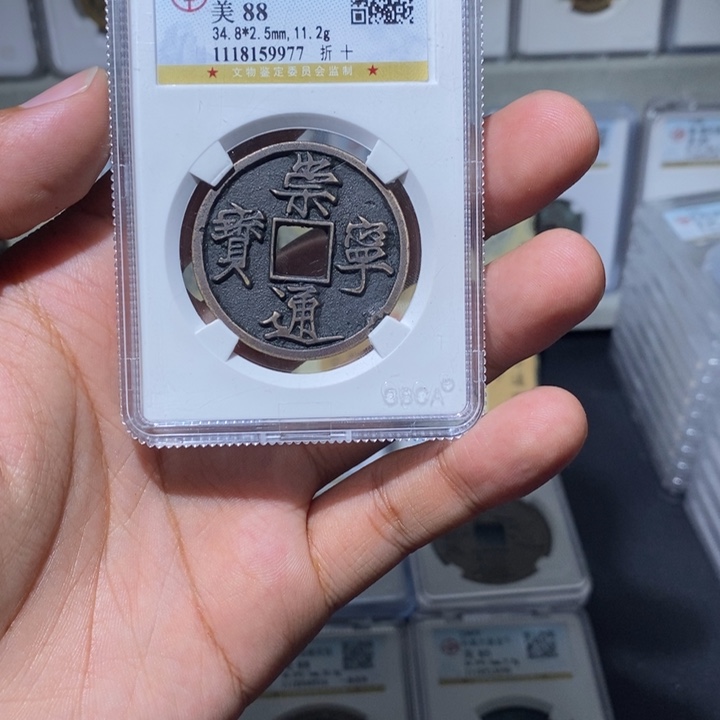 美 88
34.8*2.5mm, 11.2g
1118159977 折十
★ 文物鉴定委员会监制 ★
崇寧通寶
GBCA